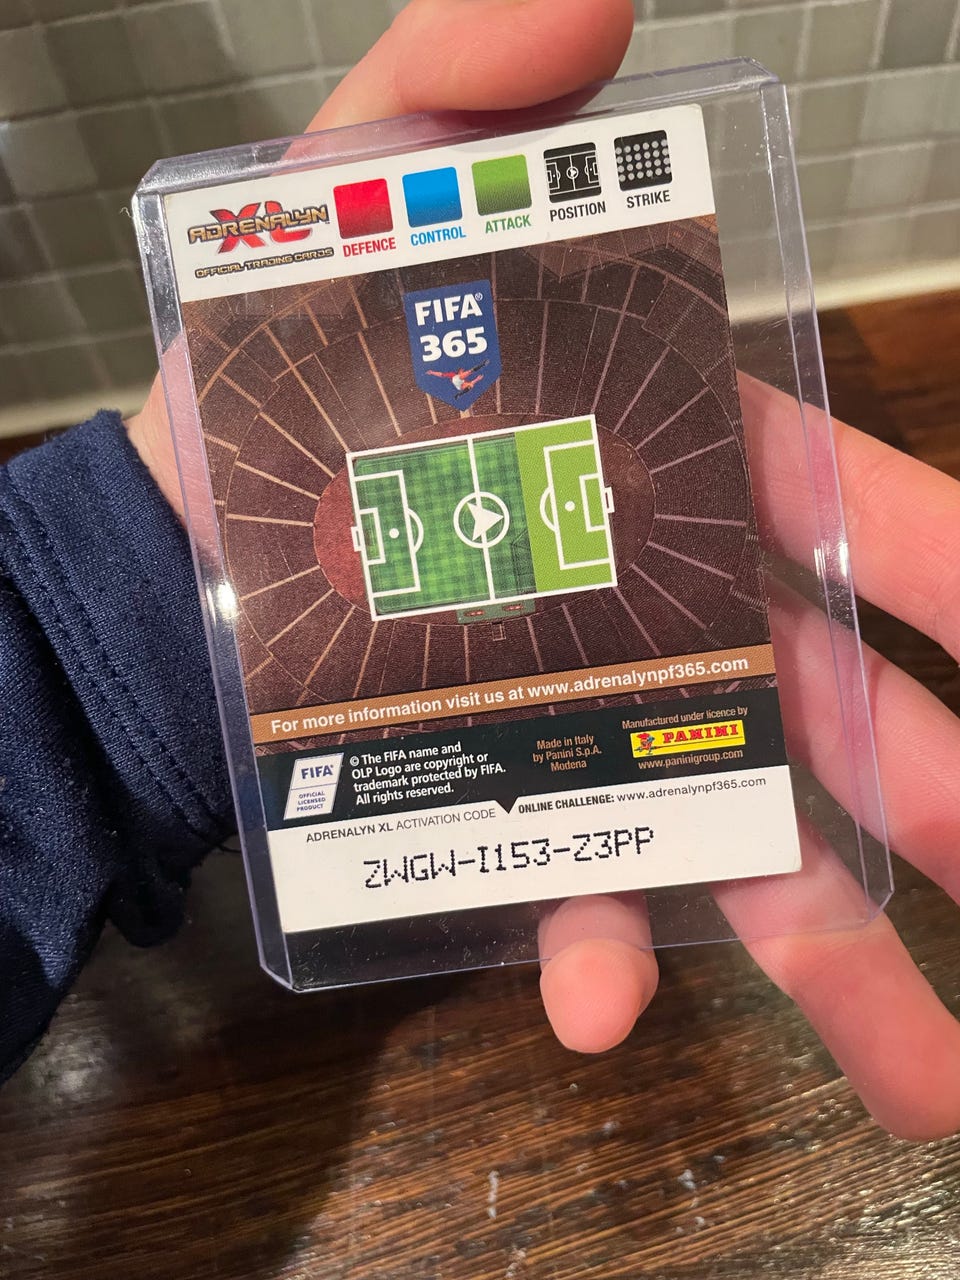 ADRENALYN XL
OFFICIAL TRADING CARDS
DEFENCE
CONTROL
ATTACK
POSITION
STRIKE
FIFA®
365
For more information visit us at www.adrenalynpf365.com
FIFA®
OFFICIAL
LICENSED
PRODUCT
© The FIFA name and
OLP Logo are copyright or
trademark protected by FIFA.
All rights reserved.
Made in Italy
by Panini S.p.A.
Modena
Manufactured under licence by
PANINI
www.paninigroup.com
ADRENALYN XL ACTIVATION CODE
ONLINE CHALLENGE: www.adrenalynpf365.com
ZWGW-I153-Z3PP